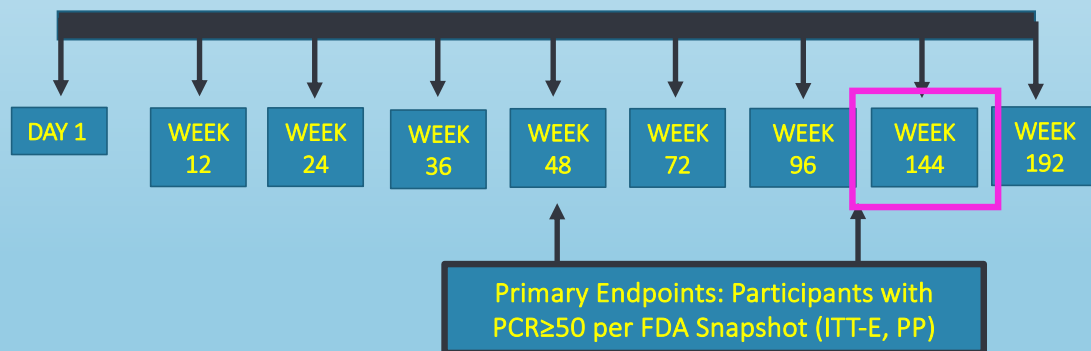 DAY 1
WEEK
12
WEEK
24
WEEK
36
WEEK
48
WEEK
72
WEEK
96
WEEK
144
WEEK
192
Primary Endpoints: Participants with
PCR≥50 per FDA Snapshot (ITT-E, PP)